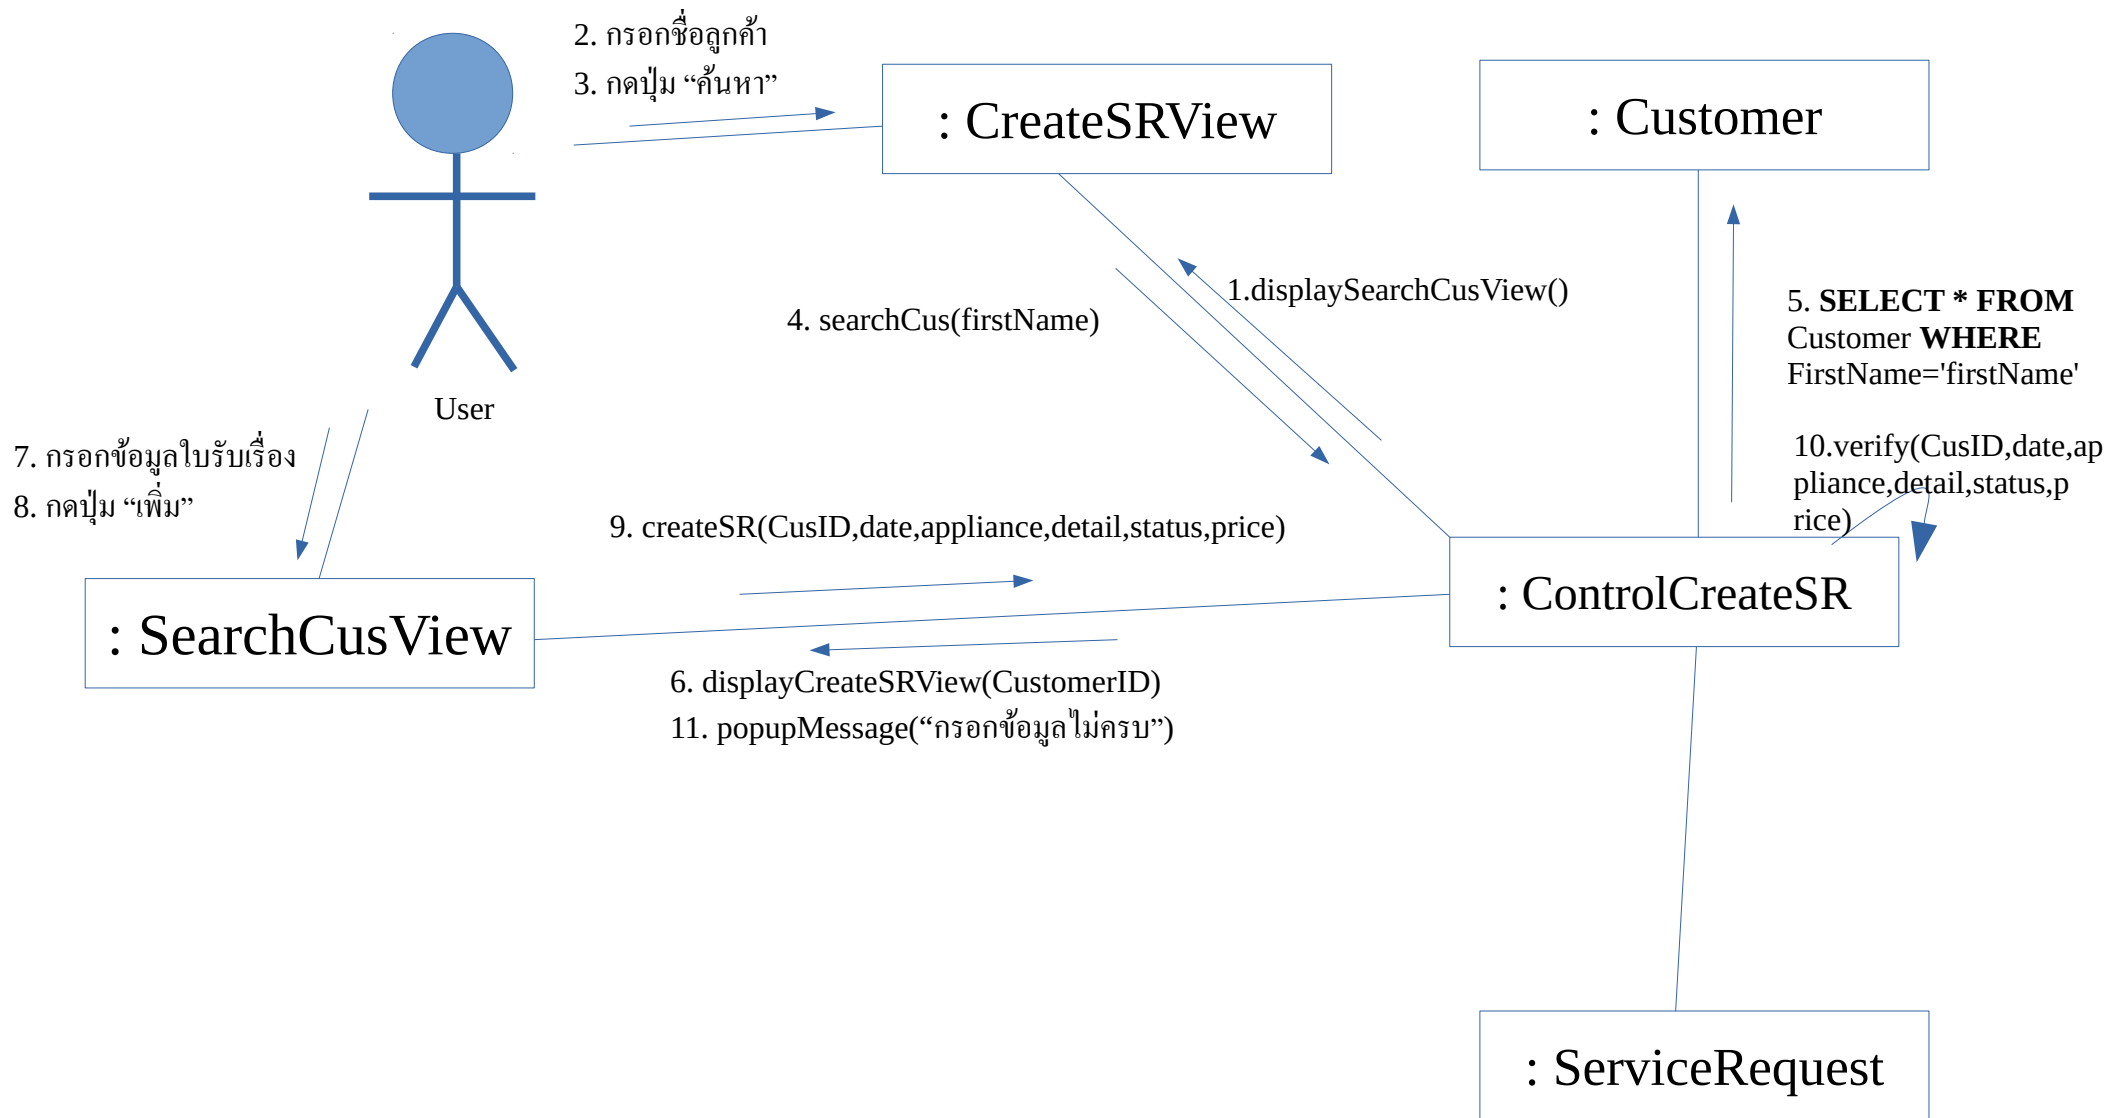 2. กรอกชื่อลูกค้า
3. กดปุ่ม “ค้นหา”
: CreateSRView
: Customer
1.displaySearchCusView()
4. searchCus(firstName)
5. SELECT * FROM
Customer WHERE
FirstName='firstName'
User
7. กรอกข้อมูลใบรับเรื่อง
8. กดปุ่ม “เพิ่ม”
10.verify(CusID,date,ap
pliance,detail,status,p
rice)
9. createSR(CusID,date,appliance,detail,status,price)
: ControlCreateSR
: SearchCusView
6. displayCreateSRView(CustomerID)
11. popupMessage(“กรอกข้อมูลไม่ครบ”)
: ServiceRequest